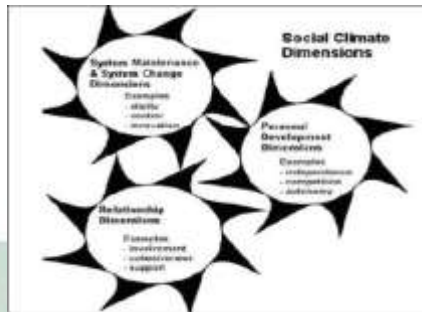 Social Climate
Dimensions
System Maintenance
& System Change
Dimensions
Examples
- clarity
- control
- innovation
Personal
Development
Dimensions
Examples
- independence
- competition
- autonomy
Relationship
Dimensions
Examples
- involvement
- cohesiveness
- support